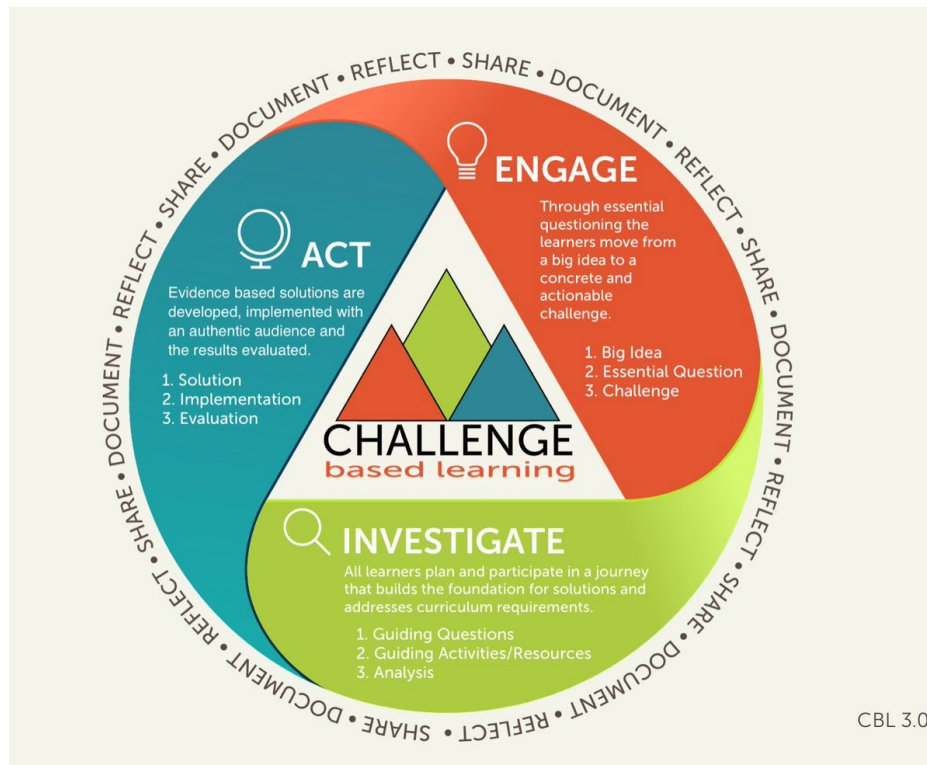 DOCUMENT • REFLECT • SHARE • DOCUMENT • REFLECT • SHARE • DOCUMENT • REFLECT • SHARE • DOCUMENT • REFLECT • SHARE • DOCUMENT • REFLECT • SHARE • DOCUMENT • REFLECT • SHARE •
ENGAGE
Through essential
questioning the
learners move from
a big idea to a
concrete and
actionable
challenge.
1. Big Idea
2. Essential Question
3. Challenge
ACT
Evidence based solutions are
developed, implemented with
an authentic audience and
the results evaluated.
1. Solution
2. Implementation
3. Evaluation
CHALLENGE
based learning
INVESTIGATE
All learners plan and participate in a journey
that builds the foundation for solutions and
addresses curriculum requirements.
1. Guiding Questions
2. Guiding Activities/Resources
3. Analysis
CBL 3.0